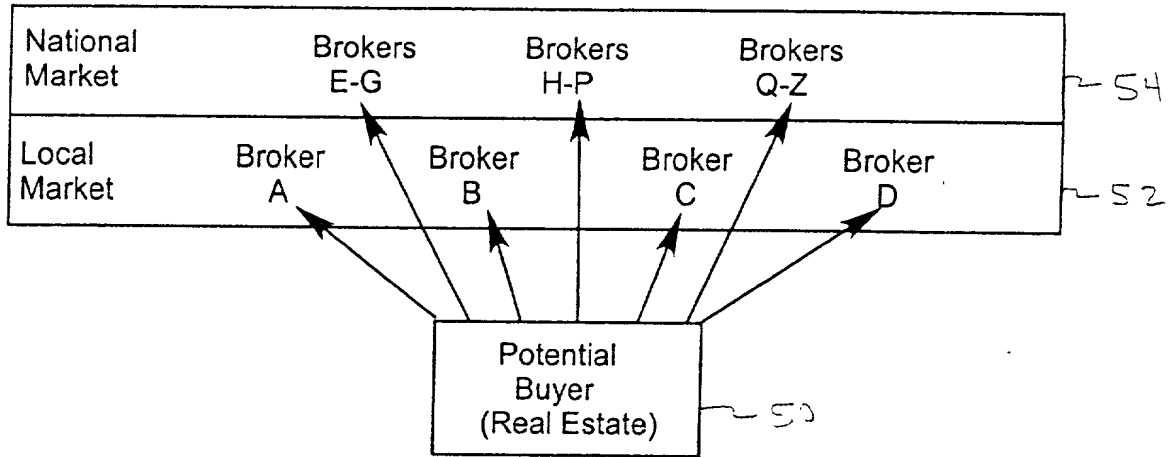 National Market
Brokers E-G
Brokers H-P
Brokers Q-Z
54
Local Market
Broker A
Broker B
Broker C
Broker D
52
Potential
Buyer
(Real Estate)
50